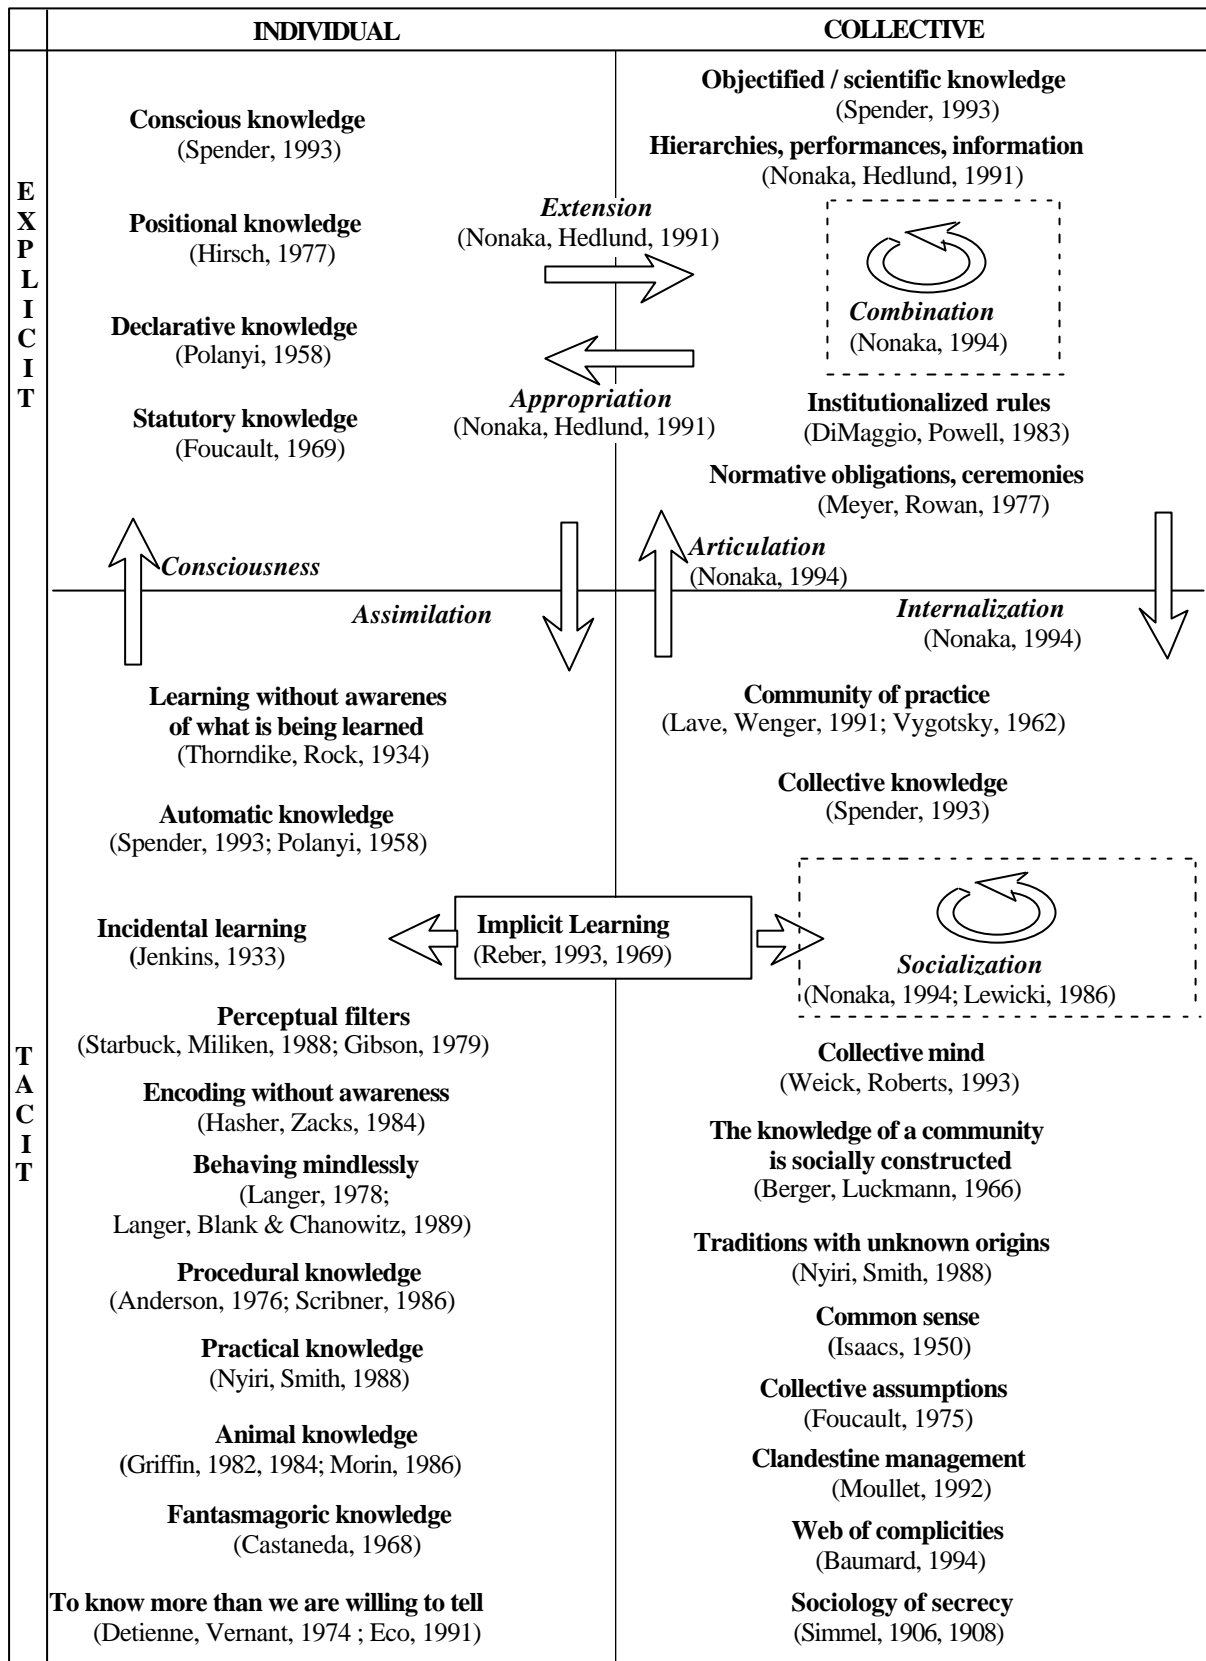 INDIVIDUAL
COLLECTIVE
EXPLICIT
Conscious knowledge
(Spender, 1993)
Positional knowledge
(Hirsch, 1977)
Declarative knowledge
(Polanyi, 1958)
Statutory knowledge
(Foucault, 1969)
Extension
(Nonaka, Hedlund, 1991)
Appropriation
(Nonaka, Hedlund, 1991)
Objectified / scientific knowledge
(Spender, 1993)
Hierarchies, performances, information
(Nonaka, Hedlund, 1991)
Combination
(Nonaka, 1994)
Institutionalized rules
(DiMaggio, Powell, 1983)
Normative obligations, ceremonies
(Meyer, Rowan, 1977)
Consciousness
Assimilation
Articulation
(Nonaka, 1994)
Internalization
(Nonaka, 1994)
TACIT
Learning without awarenes
of what is being learned
(Thorndike, Rock, 1934)
Automatic knowledge
(Spender, 1993; Polanyi, 1958)
Incidental learning
(Jenkins, 1933)
Implicit Learning
(Reber, 1993, 1969)
Perceptual filters
(Starbuck, Miliken, 1988; Gibson, 1979)
Encoding without awareness
(Hasher, Zacks, 1984)
Behaving mindlessly
(Langer, 1978;
Langer, Blank & Chanowitz, 1989)
Procedural knowledge
(Anderson, 1976; Scribner, 1986)
Practical knowledge
(Nyiri, Smith, 1988)
Animal knowledge
(Griffin, 1982, 1984; Morin, 1986)
Fantasmagoric knowledge
(Castaneda, 1968)
To know more than we are willing to tell
(Detienne, Vernant, 1974 ; Eco, 1991)
Community of practice
(Lave, Wenger, 1991; Vygotsky, 1962)
Collective knowledge
(Spender, 1993)
Socialization
(Nonaka, 1994; Lewicki, 1986)
Collective mind
(Weick, Roberts, 1993)
The knowledge of a community
is socially constructed
(Berger, Luckmann, 1966)
Traditions with unknown origins
(Nyiri, Smith, 1988)
Common sense
(Isaacs, 1950)
Collective assumptions
(Foucault, 1975)
Clandestine management
(Moullet, 1992)
Web of complicities
(Baumard, 1994)
Sociology of secrecy
(Simmel, 1906, 1908)